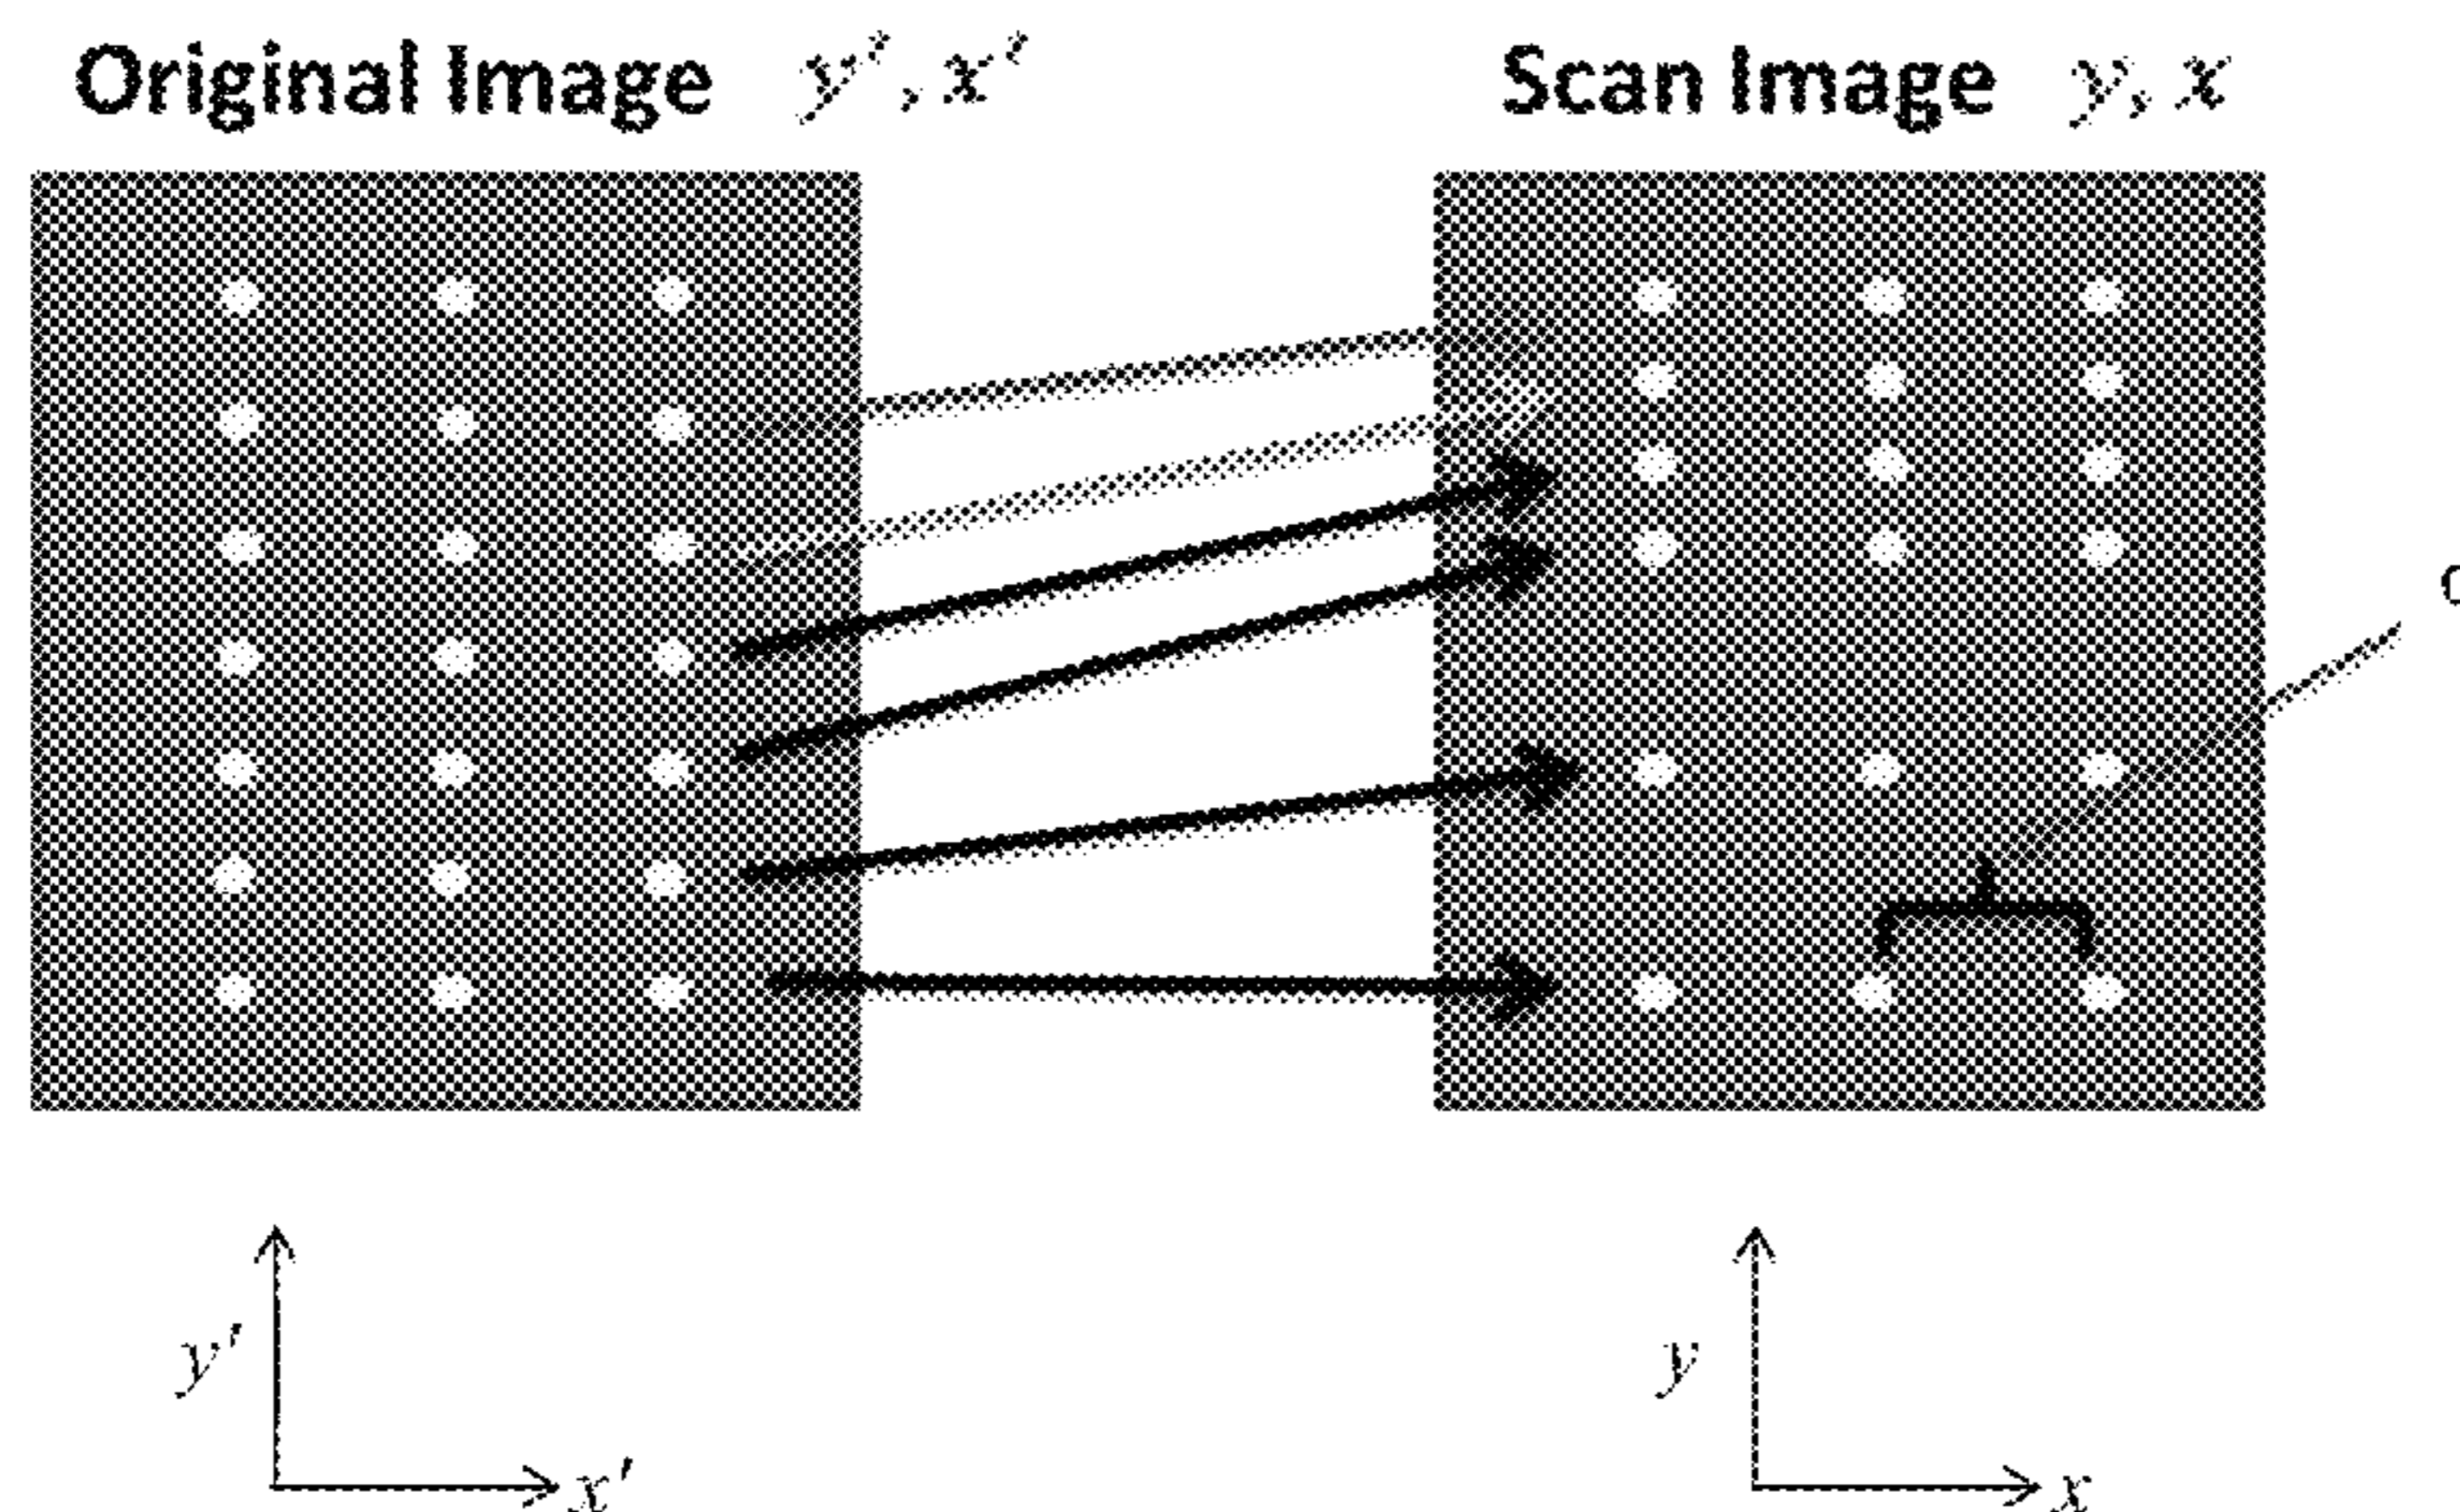 Original Image y', x'
Scan Image y, x
y'
x'
y
x